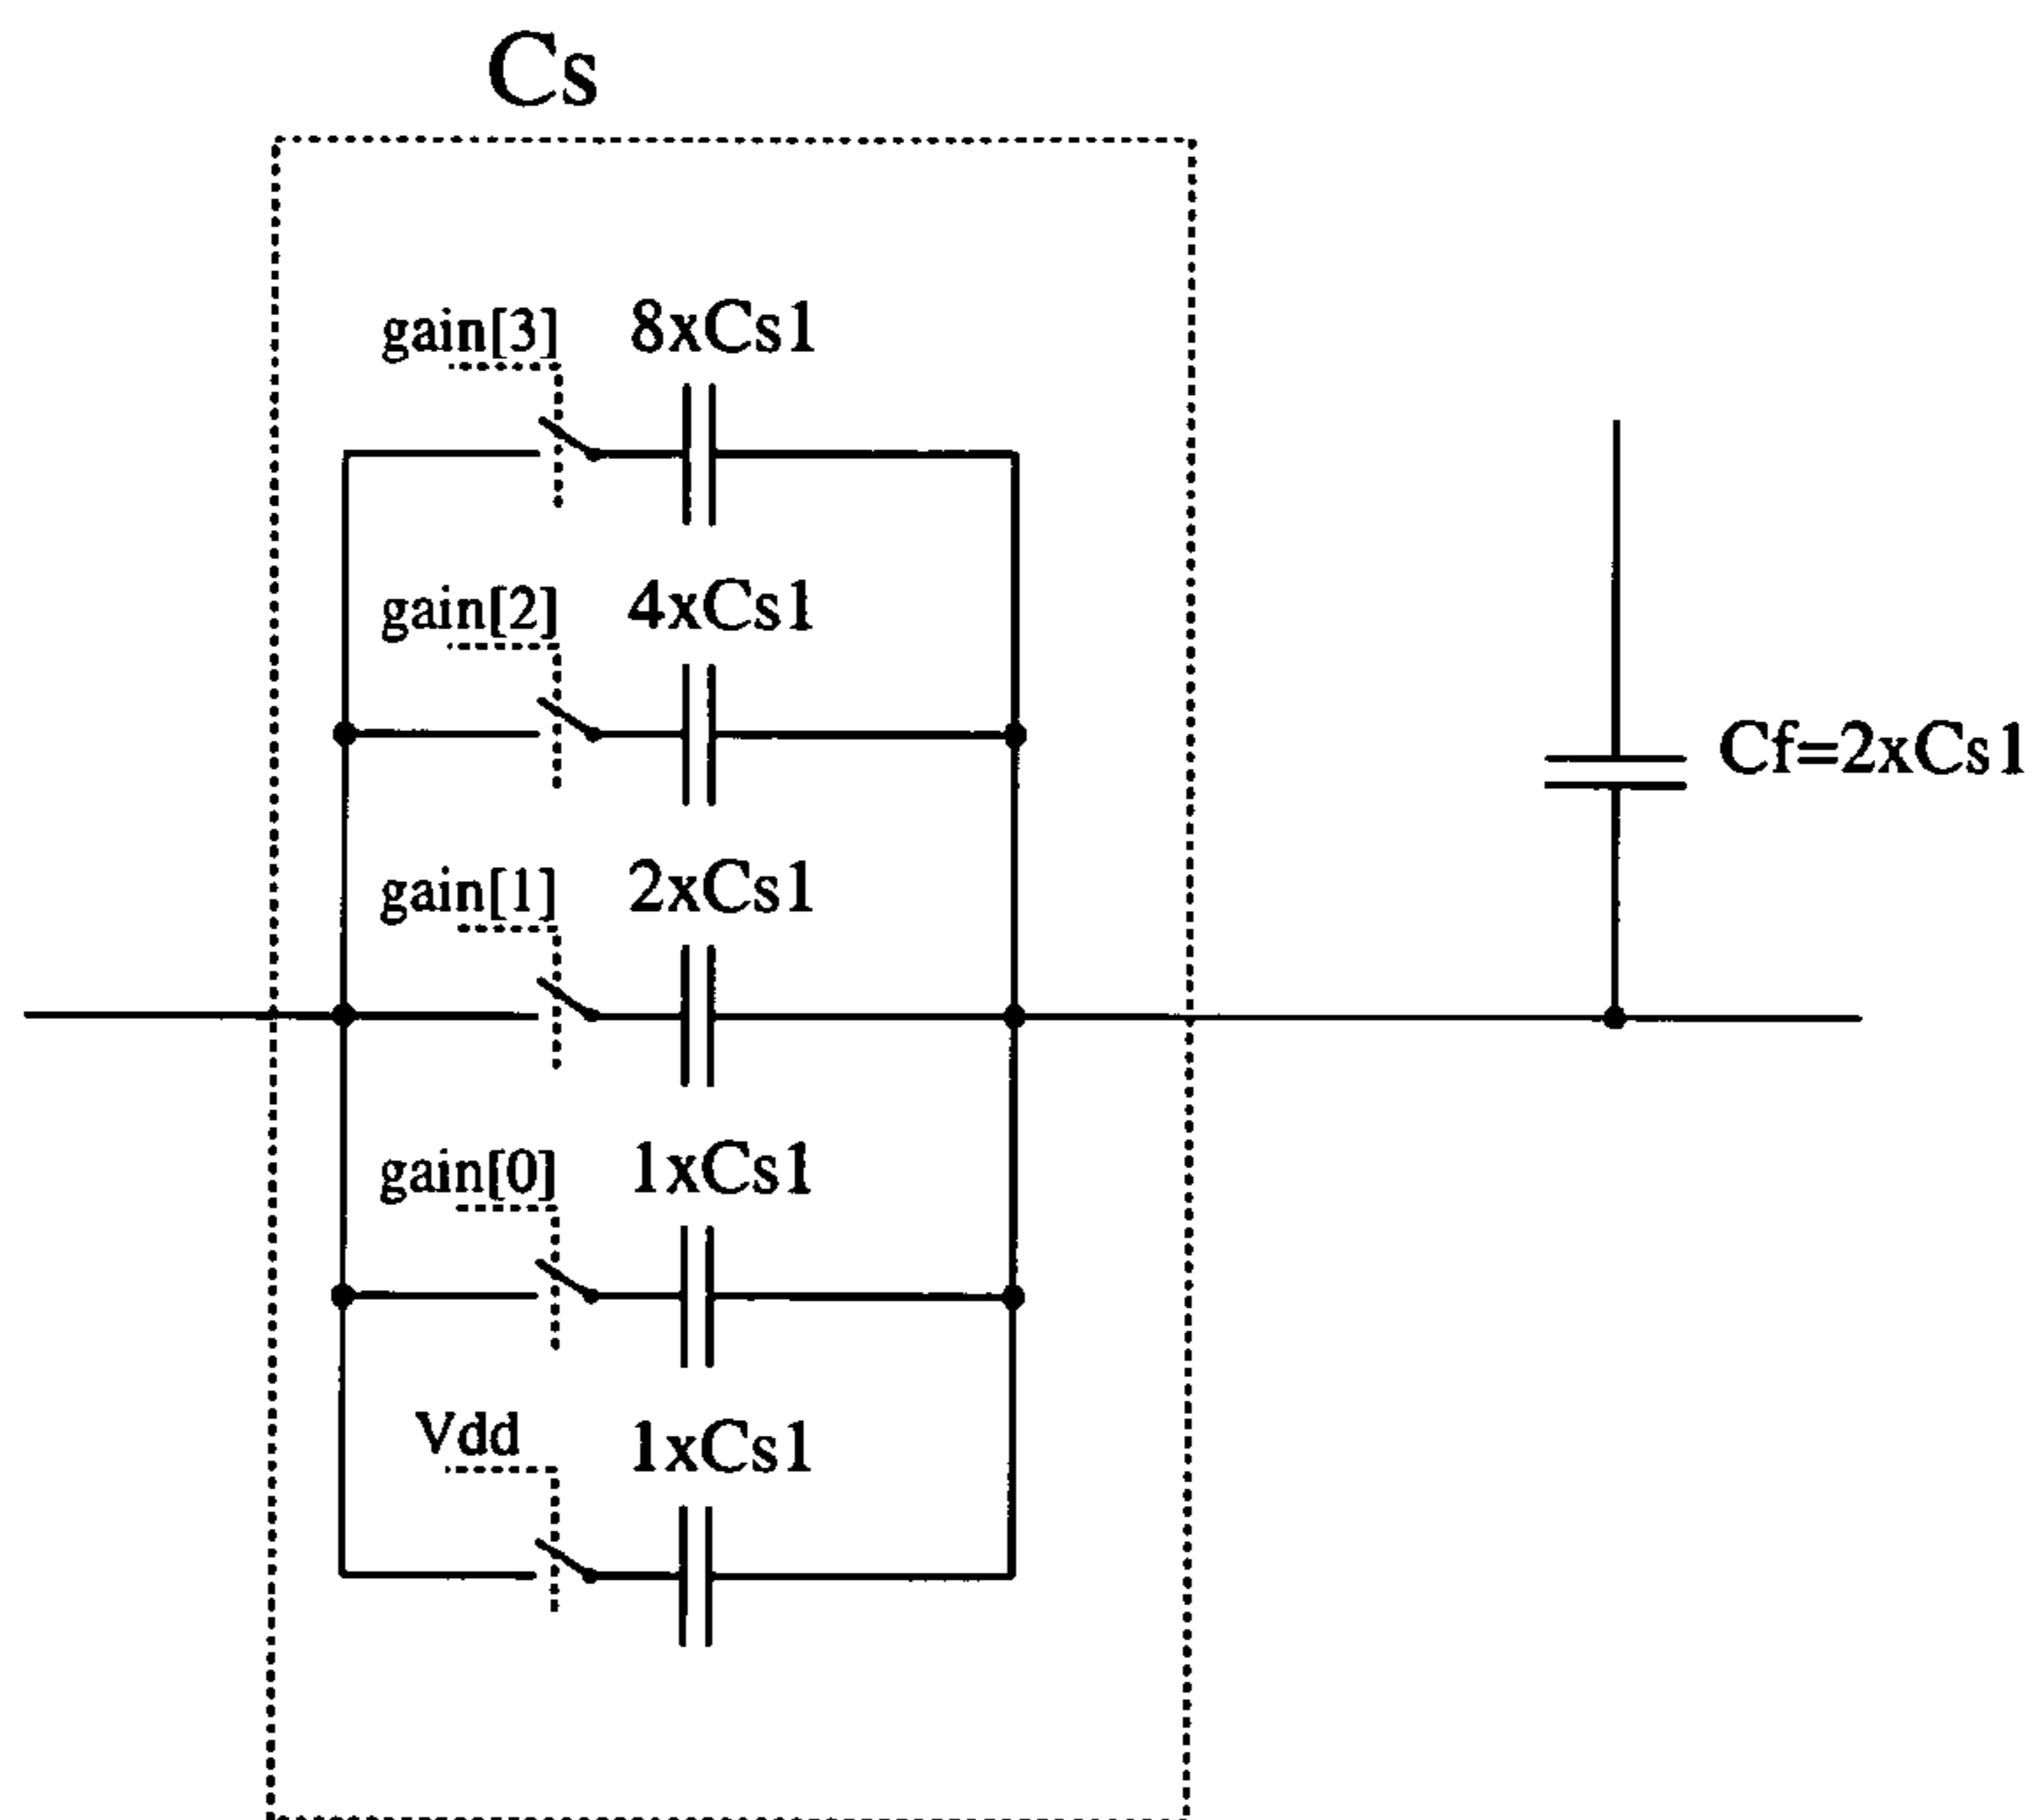 Cs
gain[3] 8xCs1
gain[2] 4xCs1
Cf=2xCs1
gain[1] 2xCs1
gain[0] 1xCs1
Vdd 1xCs1